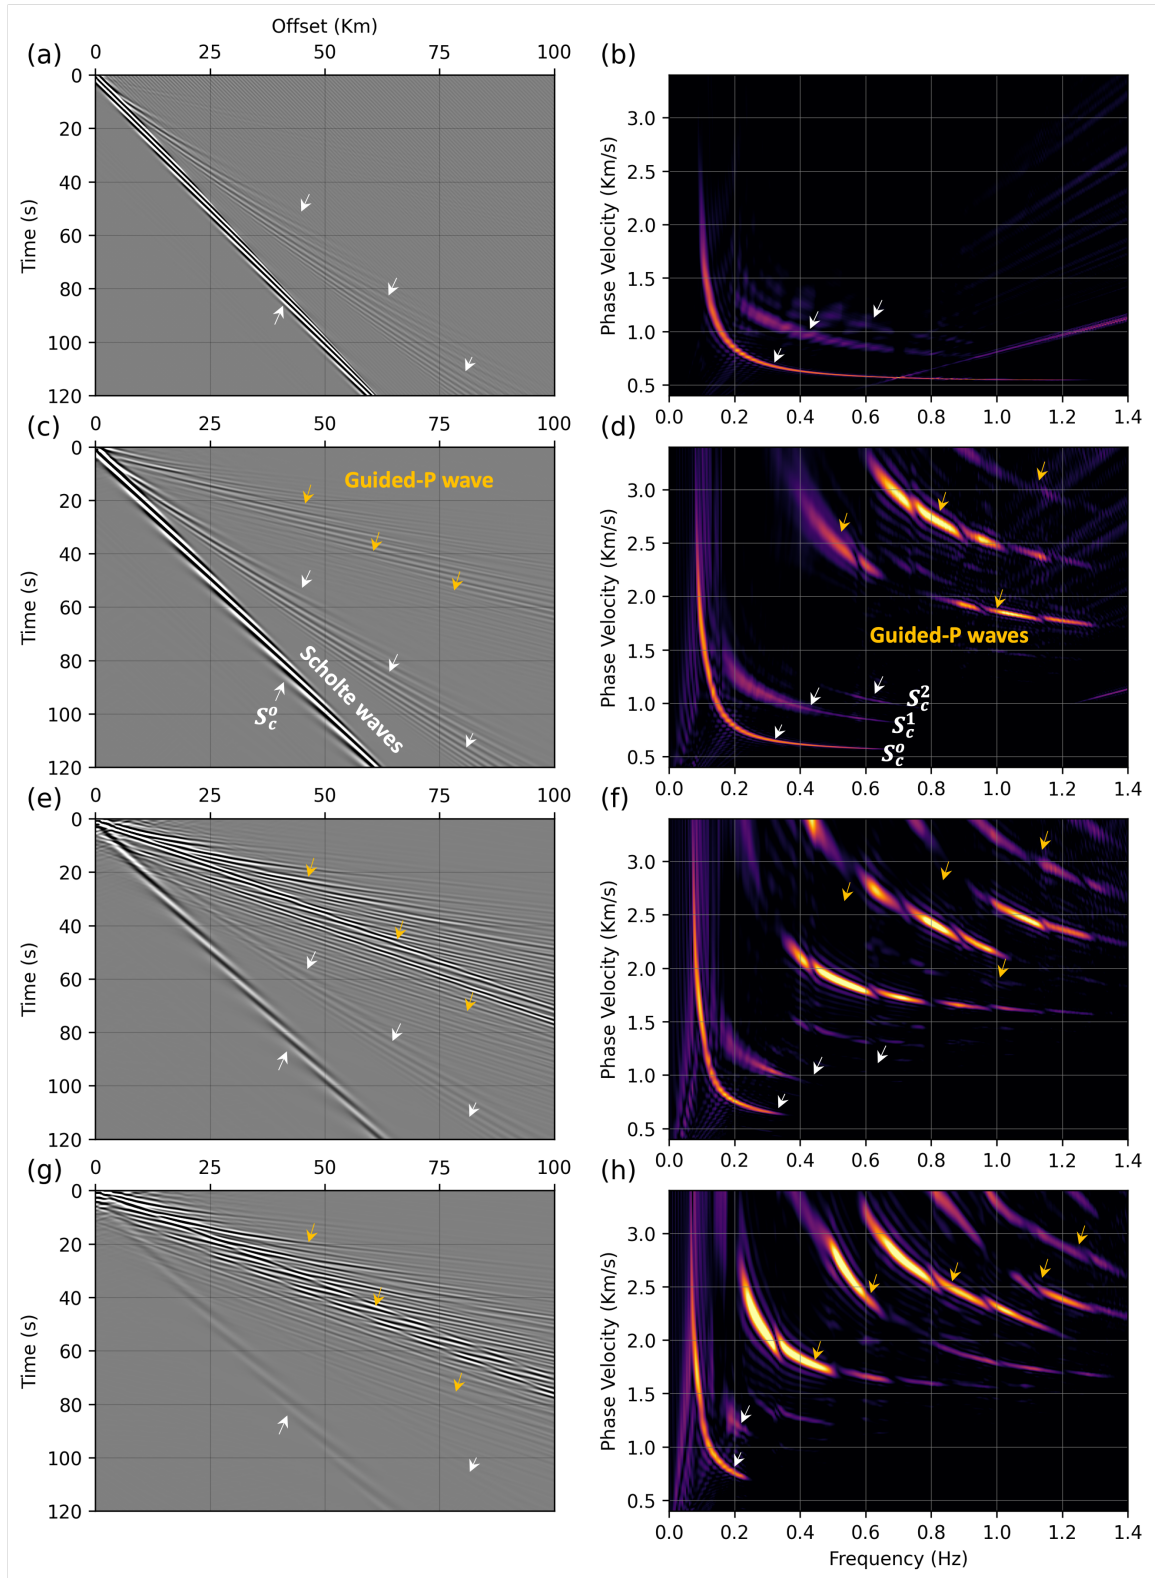 Offset (Km)
(a) 0 25 50 75 100
(b)
0
20
40
60
80
100
120
Time (s)
3.0
2.5
2.0
1.5
1.0
0.5
Phase Velocity (Km/s)
0.0 0.2 0.4 0.6 0.8 1.0 1.2 1.4
(c) 0 25 50 75 100
(d)
0
20
40
60
80
100
120
Time (s)
Guided-P wave
Scholte waves
S_c^o
3.0
2.5
2.0
1.5
1.0
0.5
Phase Velocity (Km/s)
Guided-P waves
S_c^2
S_c^1
S_c^o
0.0 0.2 0.4 0.6 0.8 1.0 1.2 1.4
(e) 0 25 50 75 100
(f)
0
20
40
60
80
100
120
Time (s)
3.0
2.5
2.0
1.5
1.0
0.5
Phase Velocity (Km/s)
0.0 0.2 0.4 0.6 0.8 1.0 1.2 1.4
(g) 0 25 50 75 100
(h)
0
20
40
60
80
100
120
Time (s)
3.0
2.5
2.0
1.5
1.0
0.5
Phase Velocity (Km/s)
0.0 0.2 0.4 0.6 0.8 1.0 1.2 1.4
Frequency (Hz)